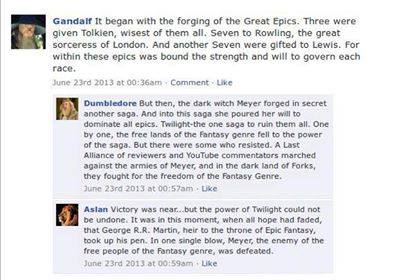 Gandalf It began with the forging of the Great Epics. Three were
given Tolkien, wisest of them all. Seven to Rowling, the great
sorceress of London. And another Seven were gifted to Lewis. For
within these epics was bound the strength and will to govern each
race.
June 23rd 2013 at 00:36am · Comment · Like
Dumbledore But then, the dark witch Meyer forged in secret
another saga. And into this saga she poured her will to
dominate all epics. Twilight-the one saga to ruin them all. One
by one, the free lands of the Fantasy genre fell to the power
of the saga. But there were some who resisted. A Last
Alliance of reviewers and YouTube commentators marched
against the armies of Meyer, and in the dark land of Forks,
they fought for the freedom of the Fantasy Genre.
June 23rd 2013 at 00:57am · Like
Aslan Victory was near...but the power of Twilight could not
be undone. It was in this moment, when all hope had faded,
that George R.R. Martin, heir to the throne of Epic Fantasy,
took up his pen. In one single blow, Meyer, the enemy of the
free people of the Fantasy genre, was defeated.
June 23rd 2013 at 00:59am · Like